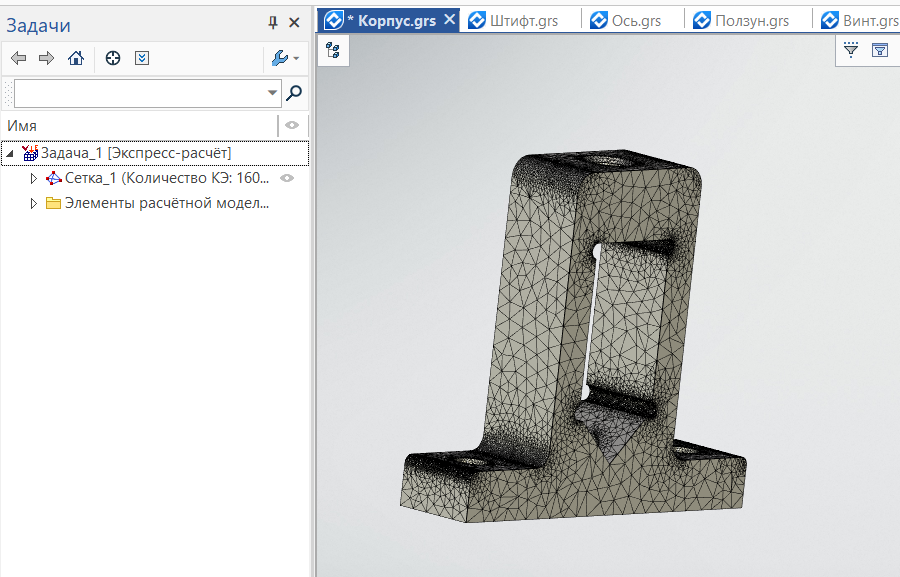 Задачи
* Корпус.grs
Штифт.grs
Ось.grs
Ползун.grs
Винт.grs
Имя
Задача_1 [Экспресс-расчёт]
Сетка_1 (Количество КЭ: 160...
Элементы расчётной модел...